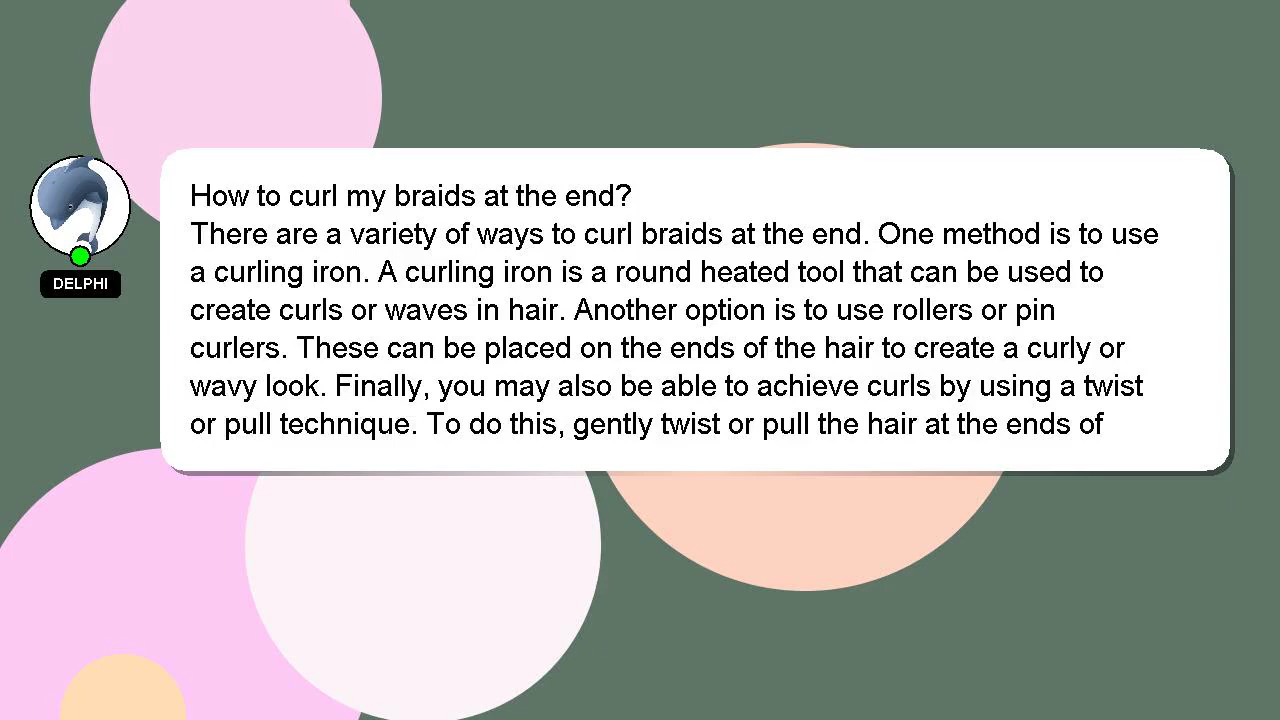 How to curl my braids at the end?
There are a variety of ways to curl braids at the end. One method is to use
a curling iron. A curling iron is a round heated tool that can be used to
create curls or waves in hair. Another option is to use rollers or pin
curlers. These can be placed on the ends of the hair to create a curly or
wavy look. Finally, you may also be able to achieve curls by using a twist
or pull technique. To do this, gently twist or pull the hair at the ends of
DELPHI